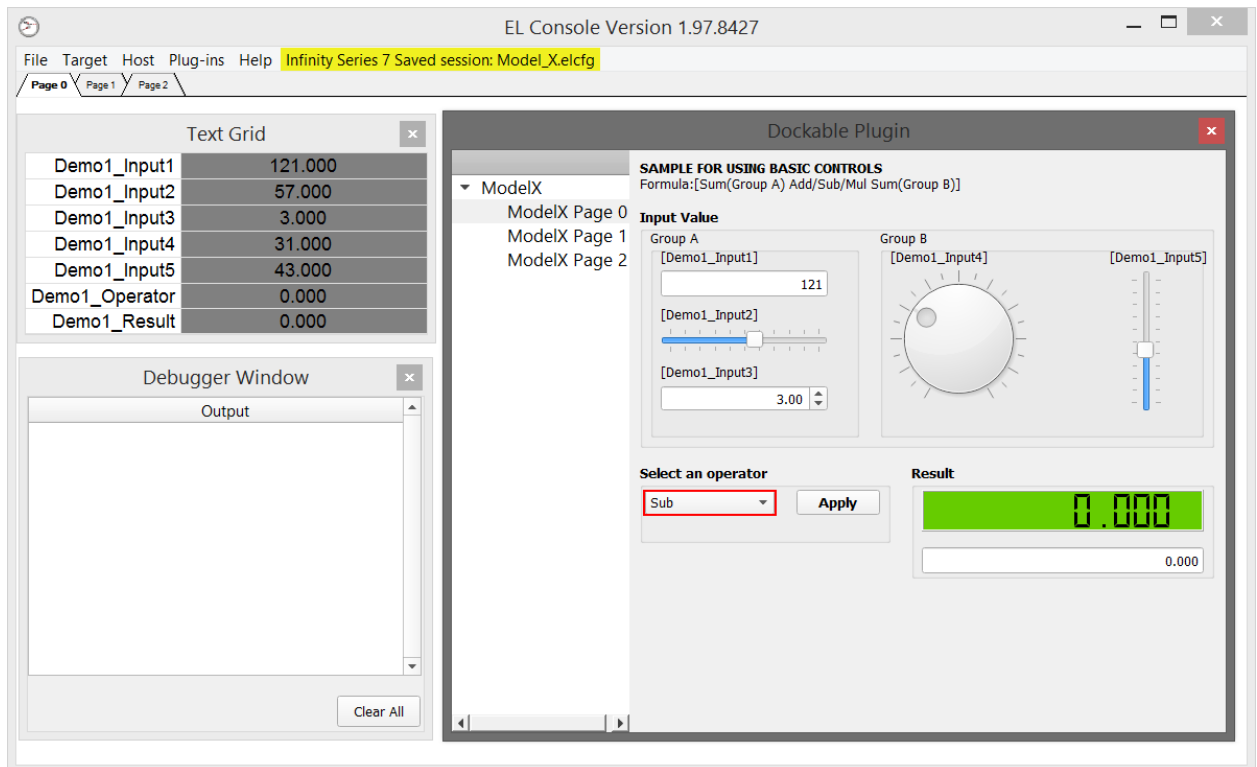 EL Console Version 1.97.8427
File Target Host Plug-ins Help Infinity Series 7 Saved session: Model_X.elcfg
Page 0 Page 1 Page 2
Text Grid
Demo1_Input1 121.000
Demo1_Input2 57.000
Demo1_Input3 3.000
Demo1_Input4 31.000
Demo1_Input5 43.000
Demo1_Operator 0.000
Demo1_Result 0.000
Debugger Window
Output
Clear All
Dockable Plugin
ModelX
ModelX Page 0
ModelX Page 1
ModelX Page 2
SAMPLE FOR USING BASIC CONTROLS
Formula:[Sum(Group A) Add/Sub/Mul Sum(Group B)]
Input Value
Group A
[Demo1_Input1]
121
[Demo1_Input2]
[Demo1_Input3]
3.00
Group B
[Demo1_Input4] [Demo1_Input5]
Select an operator
Sub Apply
Result
0.000
0.000